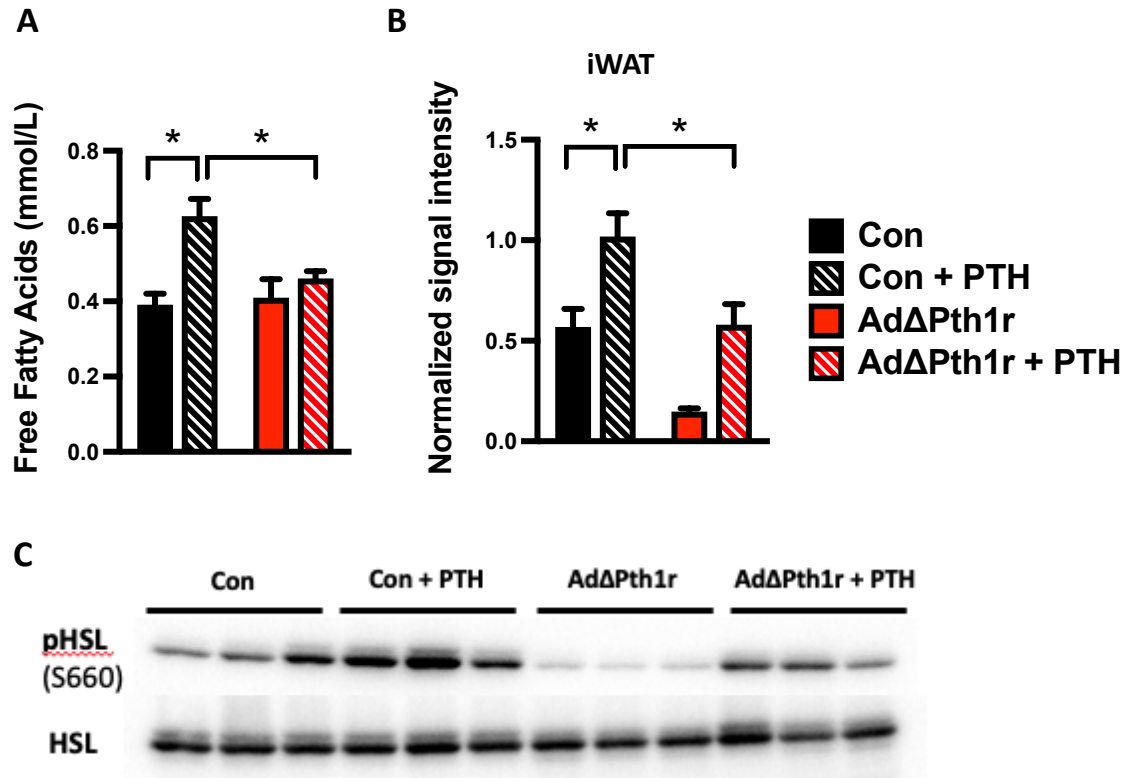 A
B
iWAT
Free Fatty Acids (mmol/L)
0.8
0.6
0.4
0.2
0.0
* *
Normalized signal intensity
1.5
1.0
0.5
0.0
* *
Con
Con + PTH
AdΔPth1r
AdΔPth1r + PTH
C
Con Con + PTH AdΔPth1r AdΔPth1r + PTH
pHSL
(S660)
HSL